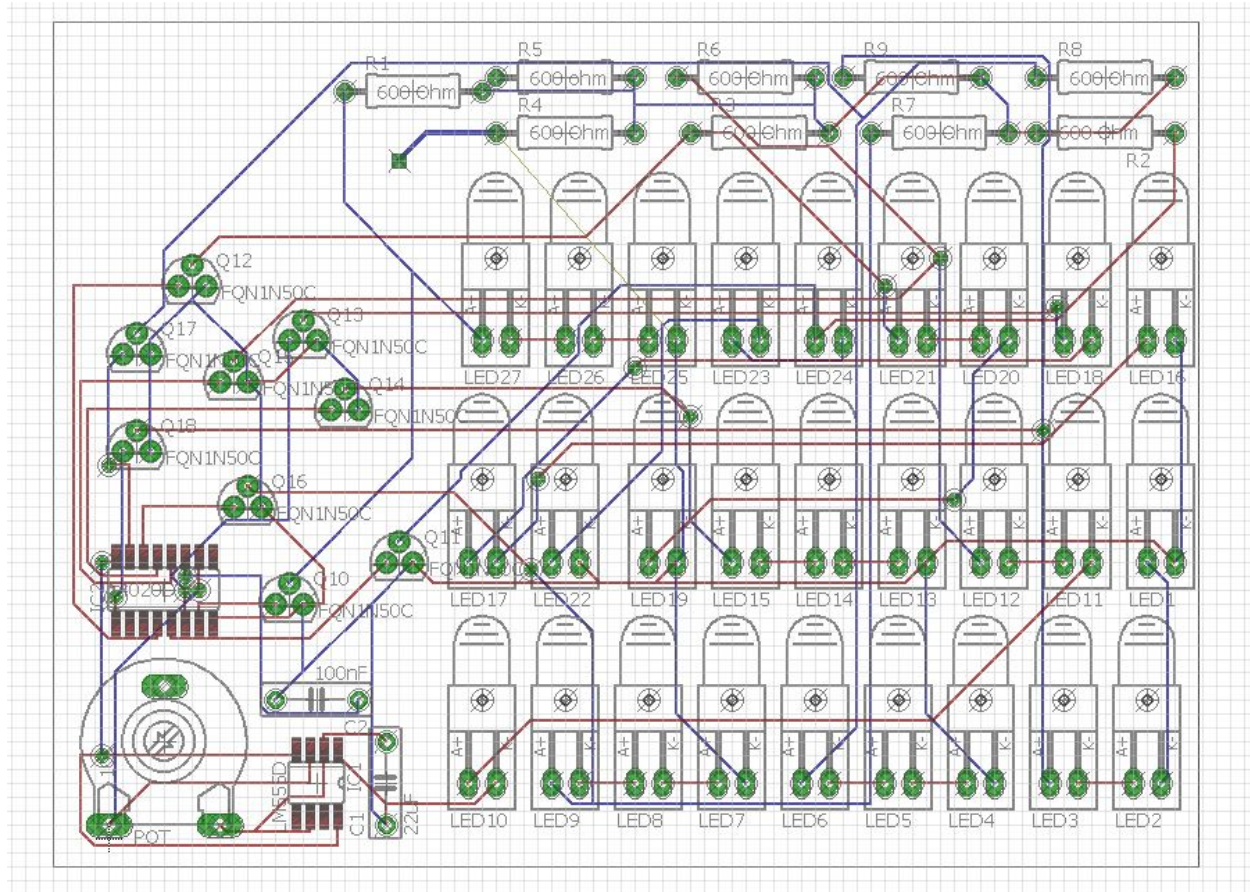 R1
R5
R6
R9
R8
600 Ohm
600 Ohm
600 Ohm
600 Ohm
600 Ohm
R4
R7
600 Ohm
600 Ohm
600 Ohm
600 Ohm
R2
Q12
FQN1N50C
Q17
Q13
FQN1N50C
Q14
FQN1N50C
Q18
FQN1N50C
Q16
FQN1N50C
Q11
Q10
FQN1N50C
LED27
LED26
LED25
LED23
LED24
LED21
LED20
LED18
LED16
A+
K-
LED17
LED22
LED19
LED15
LED14
LED13
LED12
LED11
LED1
A+
K-
LED10
LED9
LED8
LED7
LED6
LED5
LED4
LED3
LED2
100nF
C2
IC1
LM555D
C1
22uF
POT